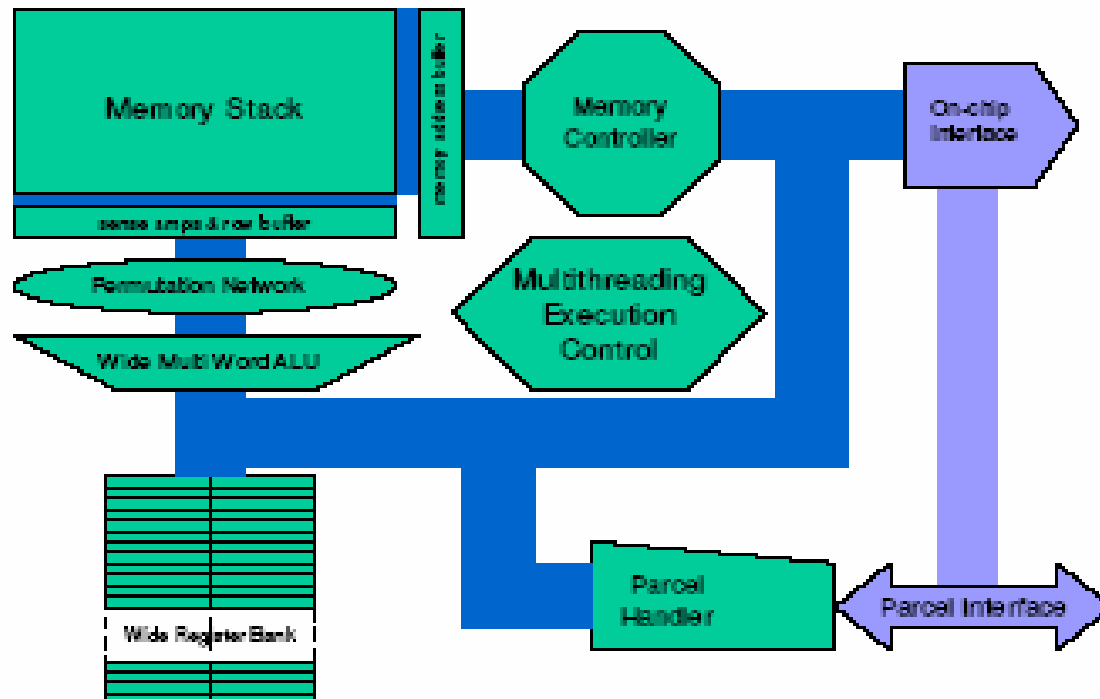 Memory Stack
memory address buffer
Memory
Controller
On-chip
Interface
sense amps & row buffer
Permutation Network
Multithreading
Execution
Control
Wide Multi Word ALU
Parcel
Handler
Parcel Interface
Wide Register Bank